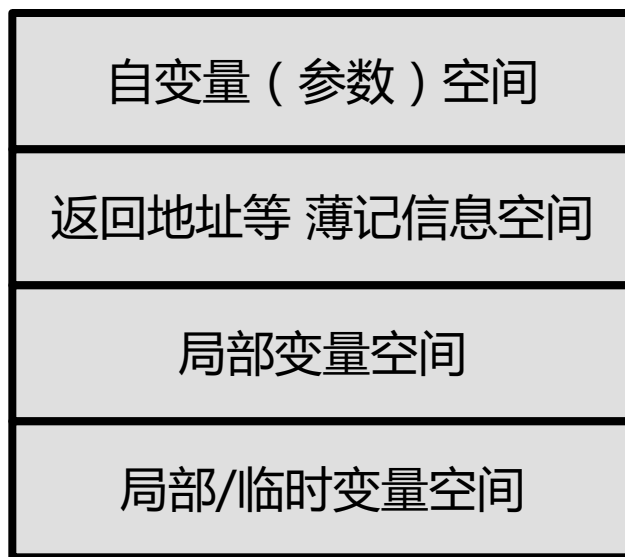 自变量（参数）空间
返回地址等 薄记信息空间
局部变量空间
局部/临时变量空间